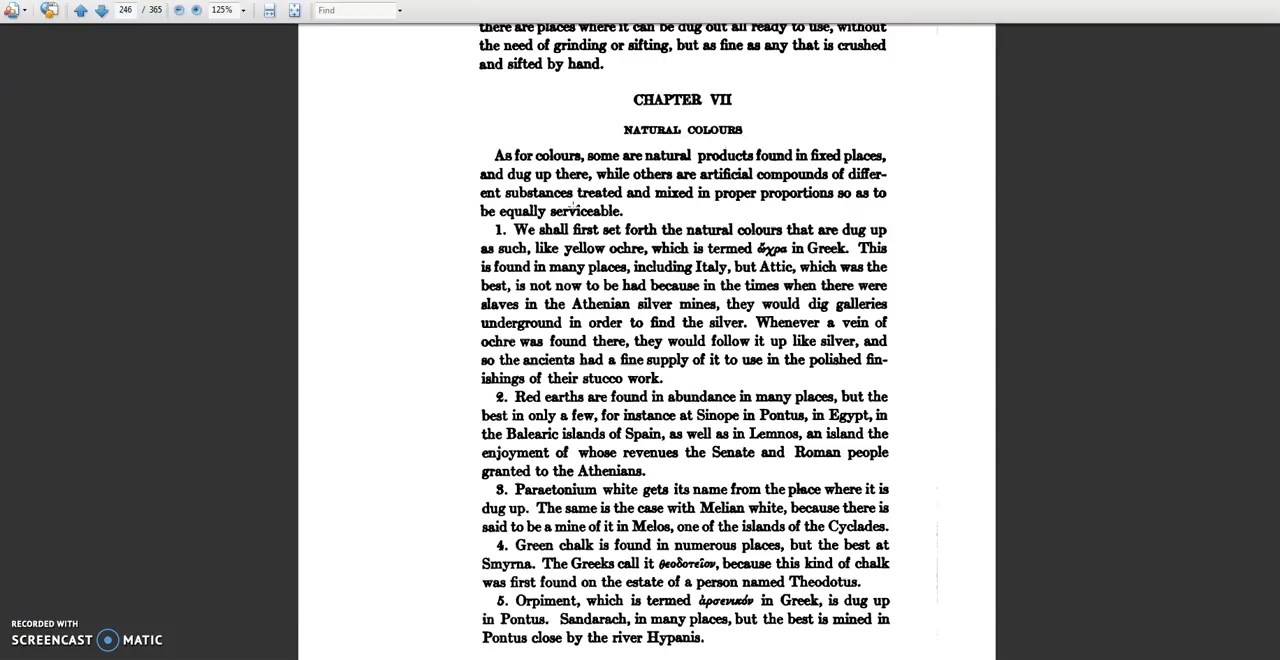 246 / 365 125% Find
there are places where it can be dug out all ready to use, without
the need of grinding or sifting, but as fine as any that is crushed
and sifted by hand.
CHAPTER VII
NATURAL COLOURS
As for colours, some are natural products found in fixed places,
and dug up there, while others are artificial compounds of differ-
ent substances treated and mixed in proper proportions so as to
be equally serviceable.
1. We shall first set forth the natural colours that are dug up
as such, like yellow ochre, which is termed ὤχρα in Greek. This
is found in many places, including Italy, but Attic, which was the
best, is not now to be had because in the times when there were
slaves in the Athenian silver mines, they would dig galleries
underground in order to find the silver. Whenever a vein of
ochre was found there, they would follow it up like silver, and
so the ancients had a fine supply of it to use in the polished fin-
ishings of their stucco work.
2. Red earths are found in abundance in many places, but the
best in only a few, for instance at Sinope in Pontus, in Egypt, in
the Balearic islands of Spain, as well as in Lemnos, an island the
enjoyment of whose revenues the Senate and Roman people
granted to the Athenians.
3. Paraetonium white gets its name from the place where it is
dug up. The same is the case with Melian white, because there is
said to be a mine of it in Melos, one of the islands of the Cyclades.
4. Green chalk is found in numerous places, but the best at
Smyrna. The Greeks call it θεοδοτεῖον, because this kind of chalk
was first found on the estate of a person named Theodotus.
5. Orpiment, which is termed ἀρσενικόν in Greek, is dug up
in Pontus. Sandarach, in many places, but the best is mined in
Pontus close by the river Hypanis.
RECORDED WITH
SCREENCAST MATIC